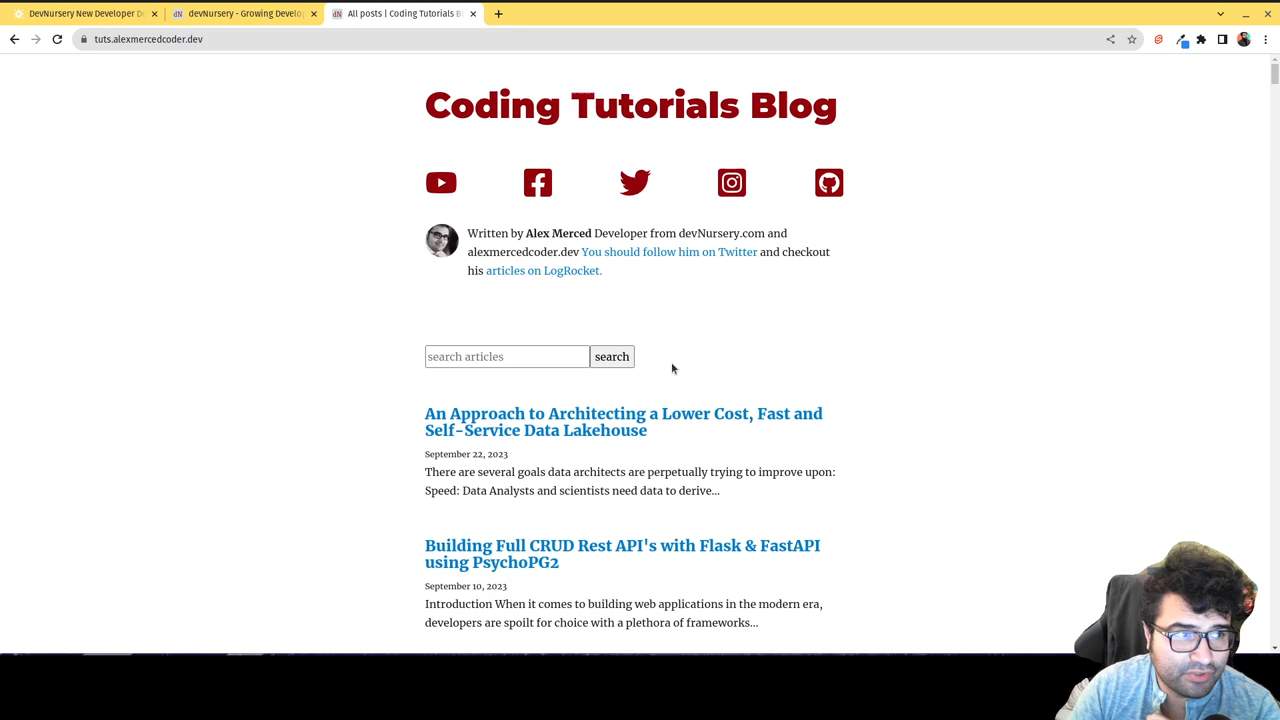 DevNursery New Developer D
devNursery - Growing Develop
All posts | Coding Tutorials B
tuts.alexmercedcoder.dev
Coding Tutorials Blog
Written by Alex Merced Developer from devNursery.com and
alexmercedcoder.dev You should follow him on Twitter and checkout
his articles on LogRocket.
search articles
search
An Approach to Architecting a Lower Cost, Fast and
Self-Service Data Lakehouse
September 22, 2023
There are several goals data architects are perpetually trying to improve upon:
Speed: Data Analysts and scientists need data to derive...
Building Full CRUD Rest API's with Flask & FastAPI
using PsychoPG2
September 10, 2023
Introduction When it comes to building web applications in the modern era,
developers are spoilt for choice with a plethora of frameworks...